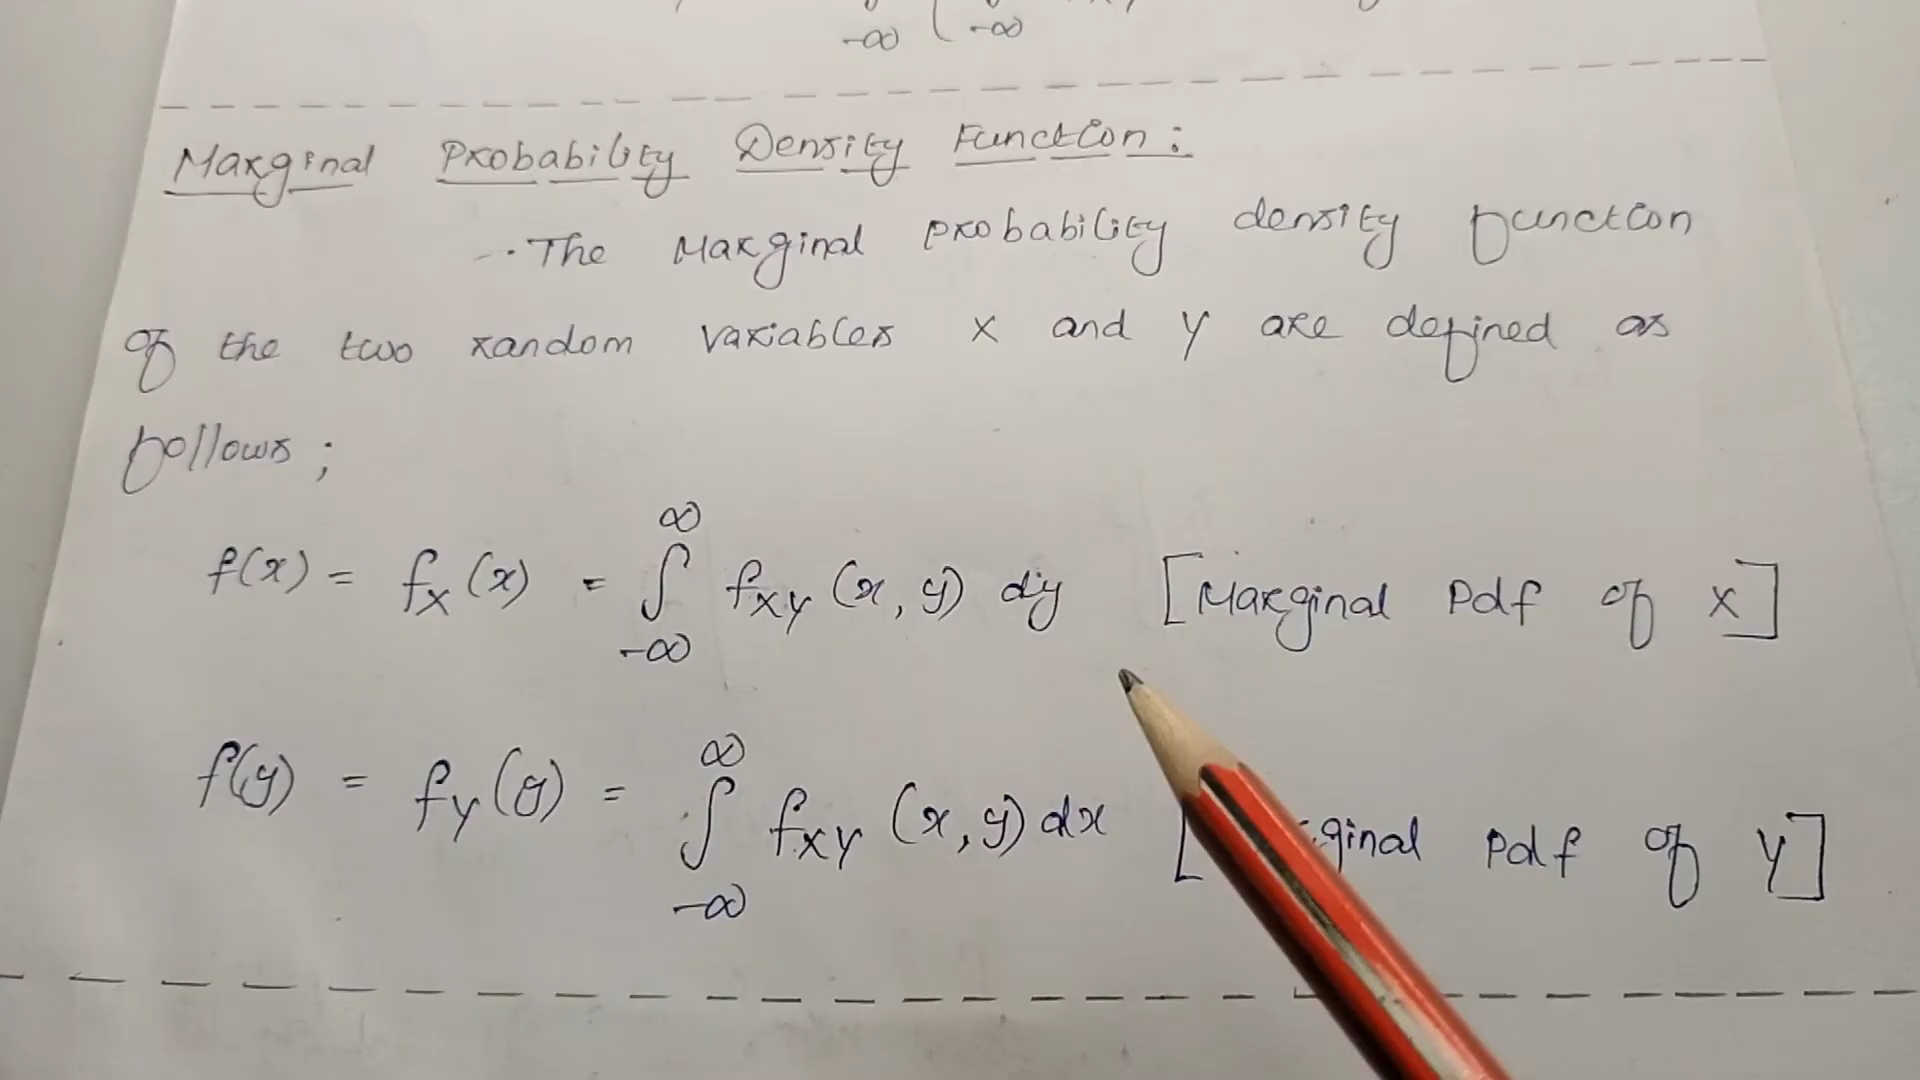 -∞ -∞
Marginal Probability Density Function :
The Marginal probability density function
of the two random variables X and Y are defined as
follows ;
f(x) = fX(x) = ∫_{-∞}^{∞} fXY (x, y) dy [Marginal Pdf of X]
f(y) = fY(y) = ∫_{-∞}^{∞} fXY (x, y) dx [ ginal Pdf of Y]